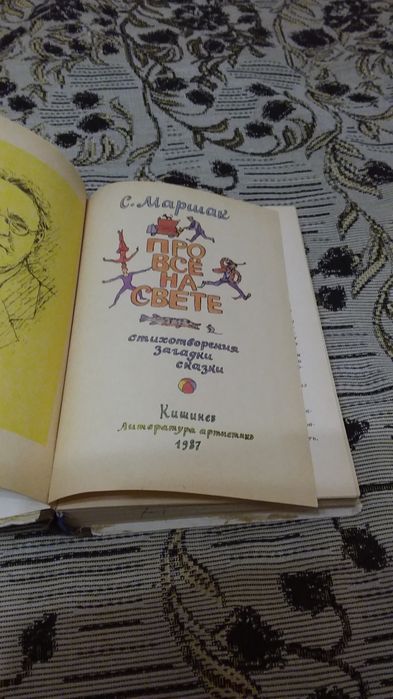 С. Маршак
ПРО
ВСЕ
НА
СВЕТЕ
стихотворения
загадки
сказки
Кишинев
Литература артистикэ
1987